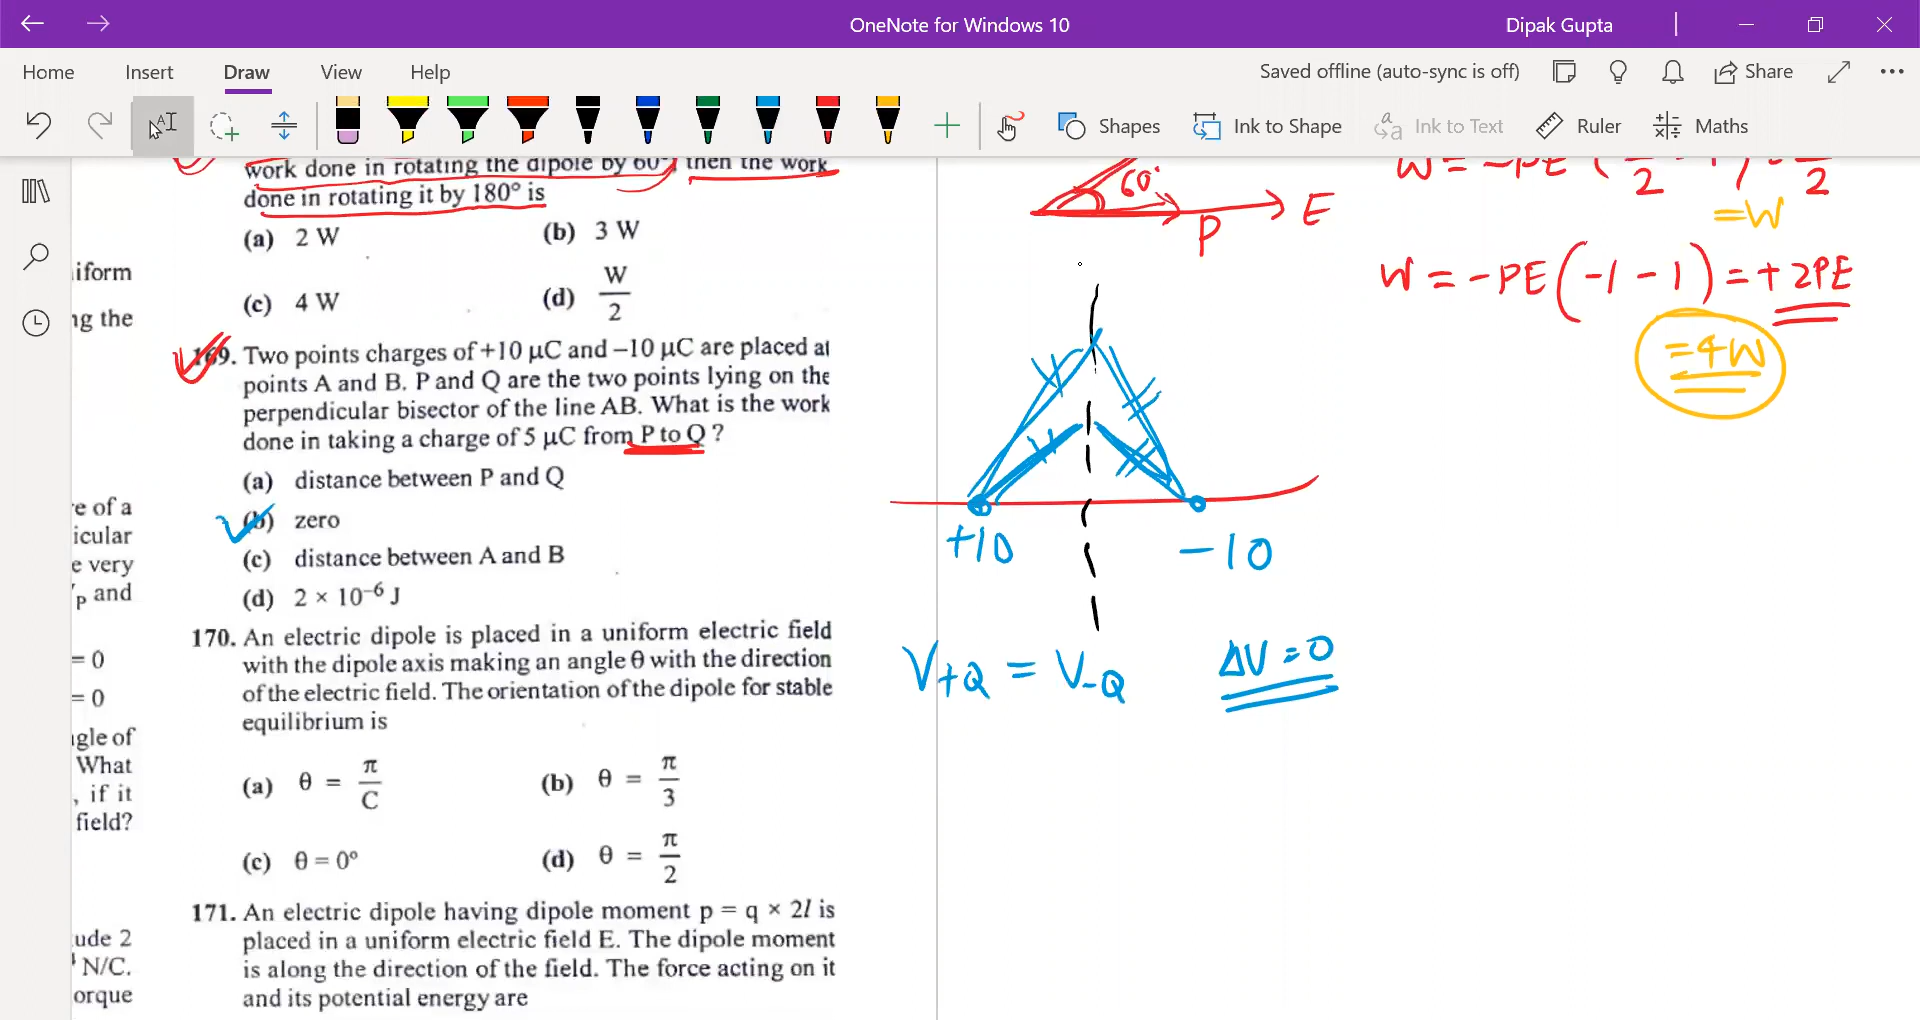 OneNote for Windows 10
Dipak Gupta
Home Insert Draw View Help
Saved offline (auto-sync is off)
Share
Shapes
Ink to Shape
Ink to Text
Ruler
Maths
iform
ng the
e of a
icular
e very
P and
= 0
= 0
ngle of
What
, if it
field?
ude 2
N/C.
orque
work done in rotating the dipole by 60°, then the work
done in rotating it by 180° is
(a) 2 W
(b) 3 W
(c) 4 W
(d) W/2
169. Two points charges of +10 µC and –10 µC are placed at
points A and B. P and Q are the two points lying on the
perpendicular bisector of the line AB. What is the work
done in taking a charge of 5 µC from P to Q ?
(a) distance between P and Q
(b) zero
(c) distance between A and B
(d) 2 × 10⁻⁶ J
170. An electric dipole is placed in a uniform electric field
with the dipole axis making an angle θ with the direction
of the electric field. The orientation of the dipole for stable
equilibrium is
(a) θ = π/C
(b) θ = π/3
(c) θ = 0°
(d) θ = π/2
171. An electric dipole having dipole moment p = q × 2l is
placed in a uniform electric field E. The dipole moment
is along the direction of the field. The force acting on it
and its potential energy are
60°
E
P
= W
W = -PE(-1 - 1) = +2PE
= 4W
+10
-10
V+Q = V-Q
ΔV = 0